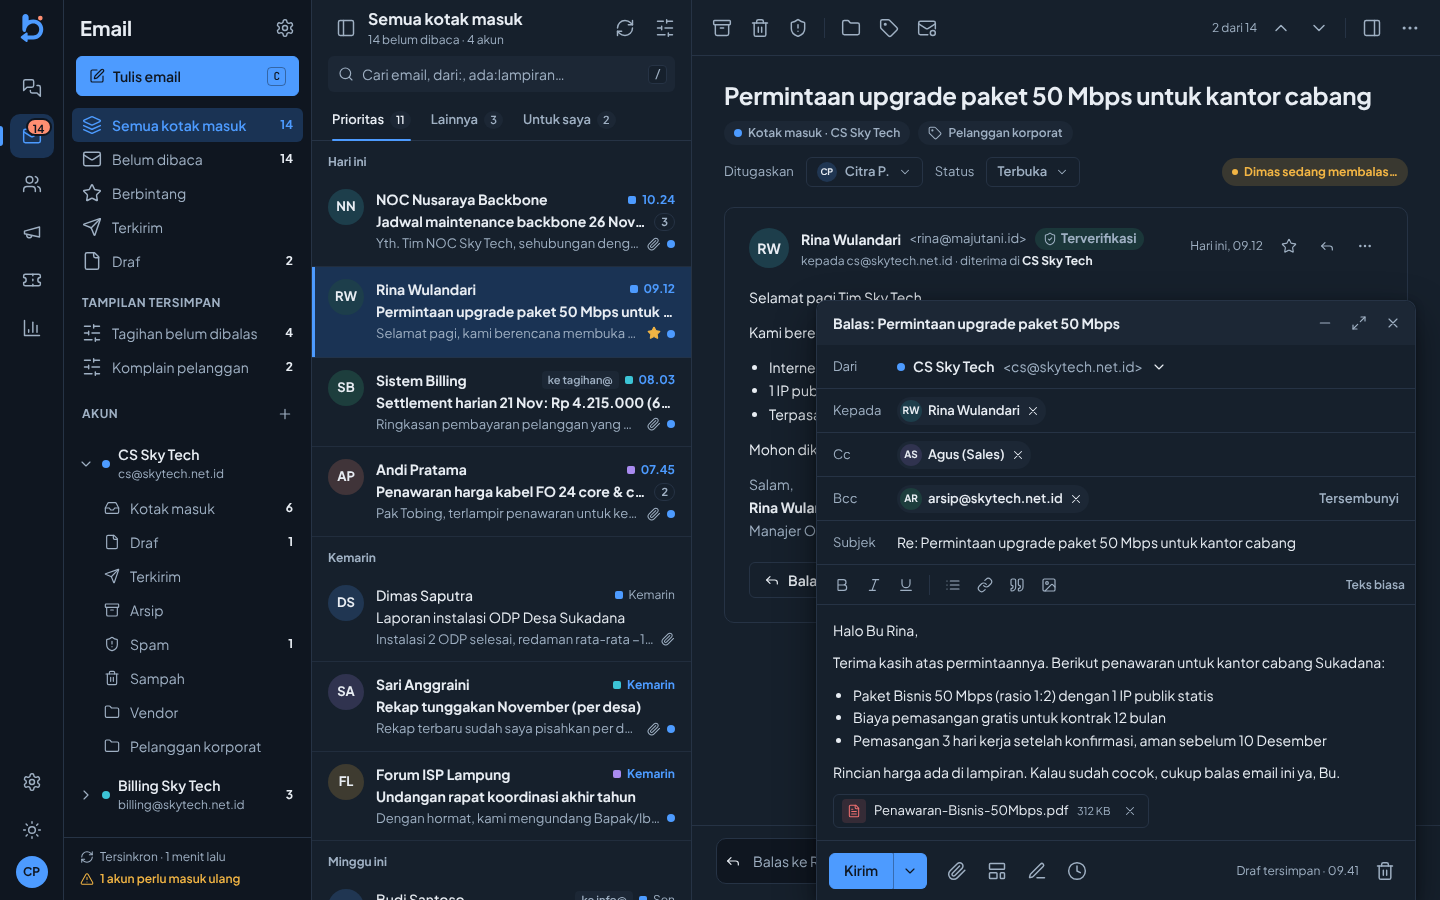 14
CP
Email
Tulis email
C
Semua kotak masuk 14
Belum dibaca 14
Berbintang
Terkirim
Draf 2
TAMPILAN TERSIMPAN
Tagihan belum dibalas 4
Komplain pelanggan 2
AKUN
CS Sky Tech
cs@skytech.net.id
Kotak masuk 6
Draf 1
Terkirim
Arsip
Spam 1
Sampah
Vendor
Pelanggan korporat
Billing Sky Tech 3
billing@skytech.net.id
Tersinkron · 1 menit lalu
1 akun perlu masuk ulang
Semua kotak masuk
14 belum dibaca · 4 akun
Cari email, dari:, ada:lampiran... /
Prioritas 11 Lainnya 3 Untuk saya 2
Hari ini
NN NOC Nusaraya Backbone 10.24
Jadwal maintenance backbone 26 Nov... 3
Yth. Tim NOC Sky Tech, sehubungan deng...
RW Rina Wulandari 09.12
Permintaan upgrade paket 50 Mbps untuk ...
Selamat pagi, kami berencana membuka ...
SB Sistem Billing ke tagihan@ 08.03
Settlement harian 21 Nov: Rp 4.215.000 (6...
Ringkasan pembayaran pelanggan yang ...
AP Andi Pratama 07.45
Penawaran harga kabel FO 24 core & c... 2
Pak Tobing, terlampir penawaran untuk ke...
Kemarin
DS Dimas Saputra Kemarin
Laporan instalasi ODP Desa Sukadana
Instalasi 2 ODP selesai, redaman rata-rata −1...
SA Sari Anggraini Kemarin
Rekap tunggakan November (per desa)
Rekap terbaru sudah saya pisahkan per d...
FL Forum ISP Lampung Kemarin
Undangan rapat koordinasi akhir tahun
Dengan hormat, kami mengundang Bapak/Ib...
Minggu ini
Budi Santoso ke info@ Sen
2 dari 14
Permintaan upgrade paket 50 Mbps untuk kantor cabang
Kotak masuk · CS Sky Tech Pelanggan korporat
Ditugaskan CP Citra P. Status Terbuka Dimas sedang membalas...
RW Rina Wulandari <rina@majutani.id> Terverifikasi Hari ini, 09.12
kepada cs@skytech.net.id · diterima di CS Sky Tech
Selamat pagi Tim Sky Tech
Kami bere
Interne
1 IP pub
Terpasa
Mohon dik
Salam,
Rina Wula
Manajer O
Bala
Balas ke R
Balas: Permintaan upgrade paket 50 Mbps
Dari CS Sky Tech <cs@skytech.net.id>
Kepada RW Rina Wulandari
Cc AS Agus (Sales)
Bcc AR arsip@skytech.net.id Tersembunyi
Subjek Re: Permintaan upgrade paket 50 Mbps untuk kantor cabang
B I U Teks biasa
Halo Bu Rina,
Terima kasih atas permintaannya. Berikut penawaran untuk kantor cabang Sukadana:
Paket Bisnis 50 Mbps (rasio 1:2) dengan 1 IP publik statis
Biaya pemasangan gratis untuk kontrak 12 bulan
Pemasangan 3 hari kerja setelah konfirmasi, aman sebelum 10 Desember
Rincian harga ada di lampiran. Kalau sudah cocok, cukup balas email ini ya, Bu.
Penawaran-Bisnis-50Mbps.pdf 312 KB
Kirim Draf tersimpan · 09.41